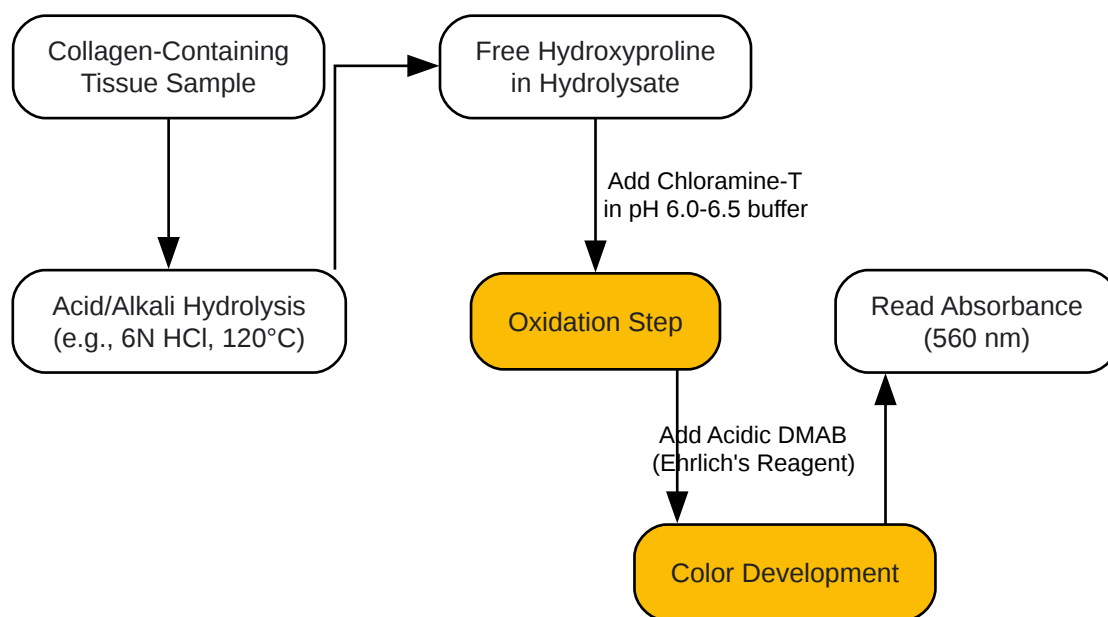 Collagen-Containing
Tissue Sample
Acid/Alkali Hydrolysis
(e.g., 6N HCl, 120°C)
Free Hydroxyproline
in Hydrolysate
Add Chloramine-T
in pH 6.0-6.5 buffer
Oxidation Step
Add Acidic DMAB
(Ehrlich's Reagent)
Color Development
Read Absorbance
(560 nm)